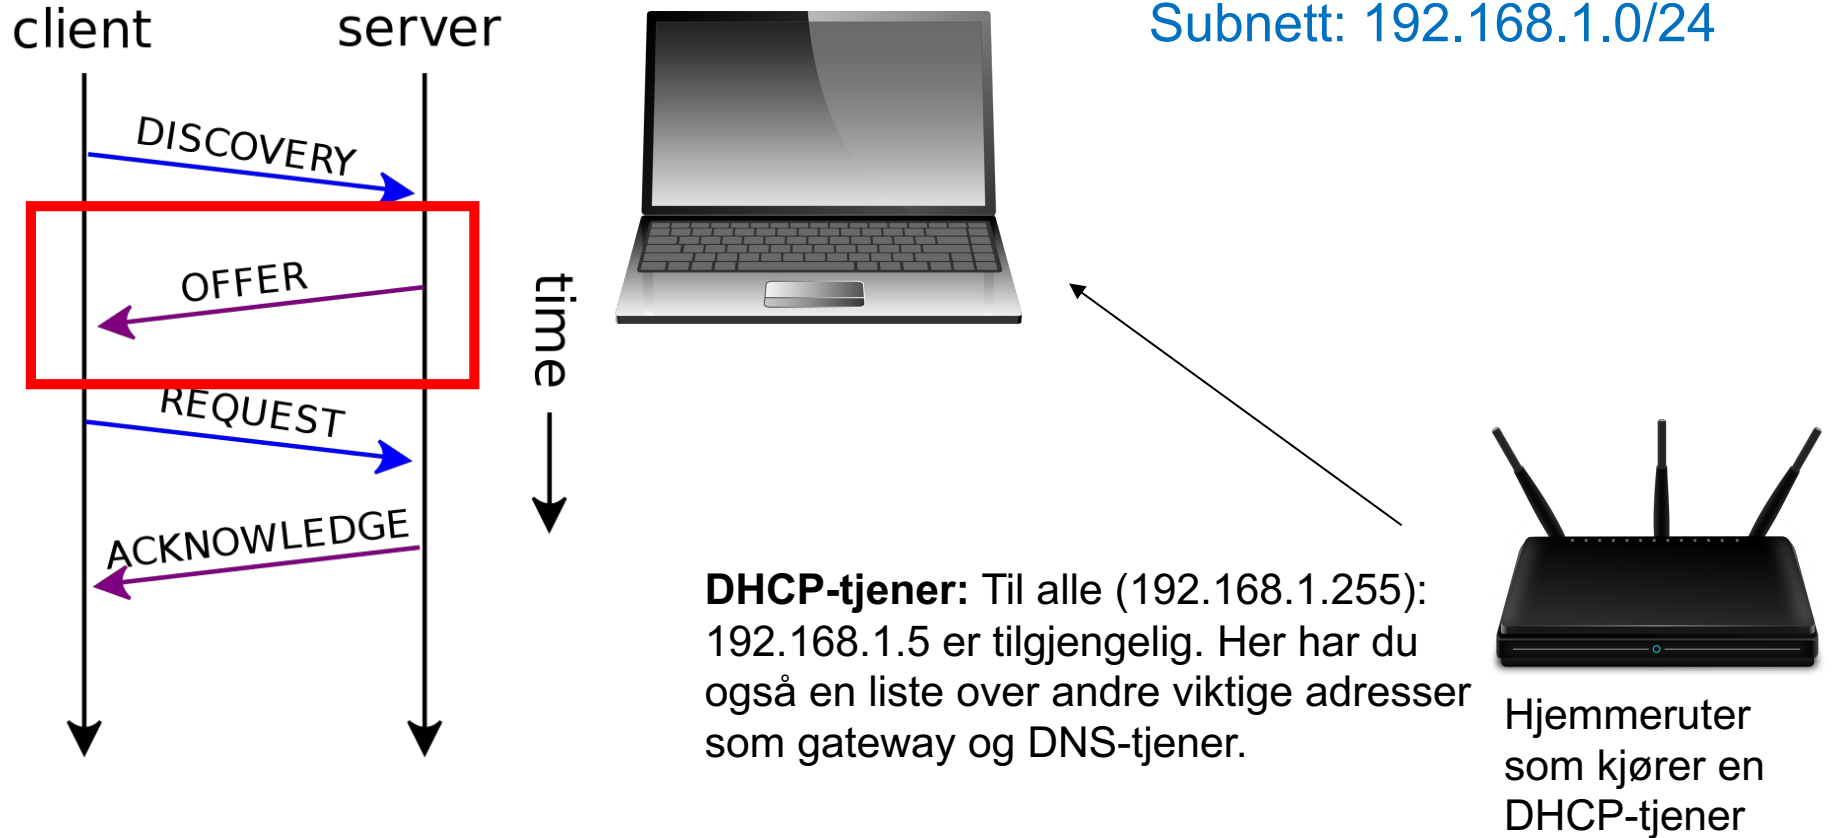 client
server
DISCOVERY
OFFER
REQUEST
ACKNOWLEDGE
time
Subnett: 192.168.1.0/24
DHCP-tjener: Til alle (192.168.1.255):
192.168.1.5 er tilgjengelig. Her har du
også en liste over andre viktige adresser
som gateway og DNS-tjener.
Hjemmeruter
som kjører en
DHCP-tjener